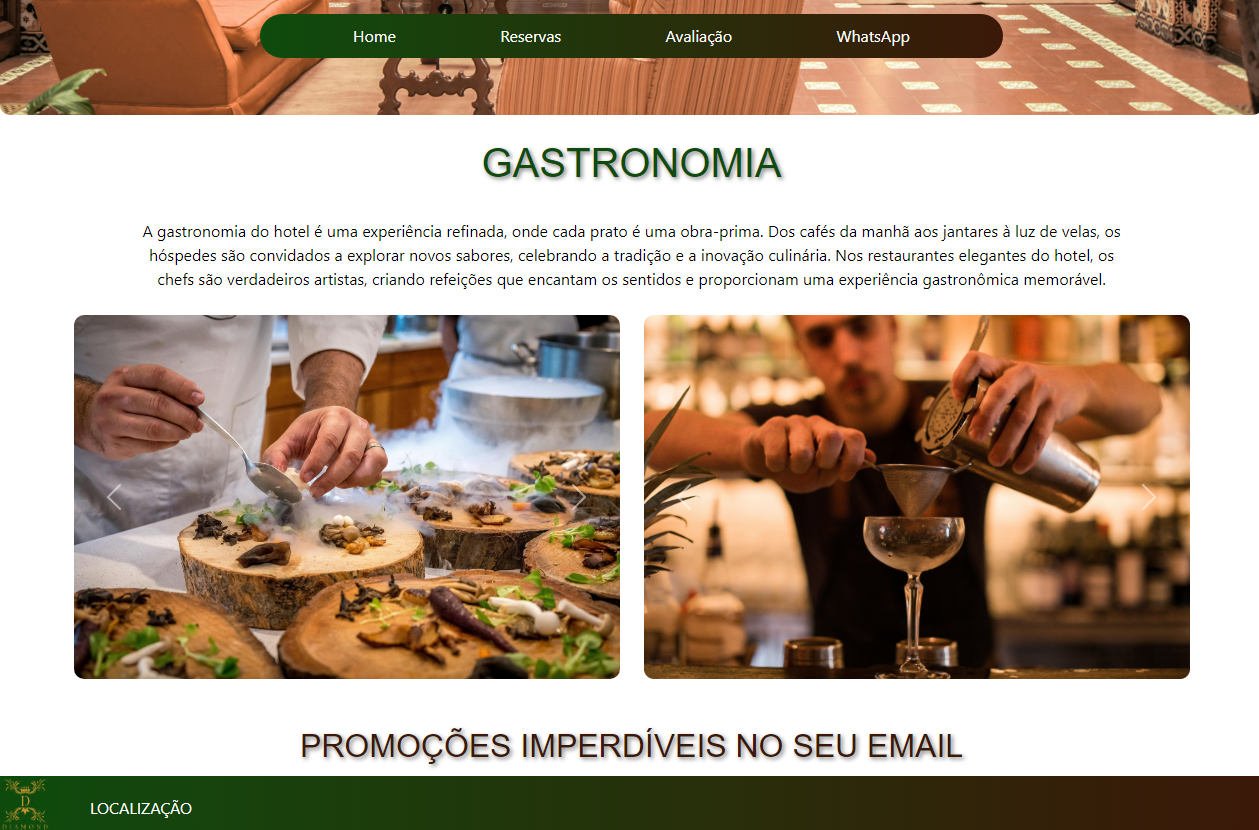 Home Reservas Avaliação WhatsApp
GASTRONOMIA
A gastronomia do hotel é uma experiência refinada, onde cada prato é uma obra-prima. Dos cafés da manhã aos jantares à luz de velas, os
hóspedes são convidados a explorar novos sabores, celebrando a tradição e a inovação culinária. Nos restaurantes elegantes do hotel, os
chefs são verdadeiros artistas, criando refeições que encantam os sentidos e proporcionam uma experiência gastronômica memorável.
PROMOÇÕES IMPERDÍVEIS NO SEU EMAIL
D
DIAMOND
LOCALIZAÇÃO